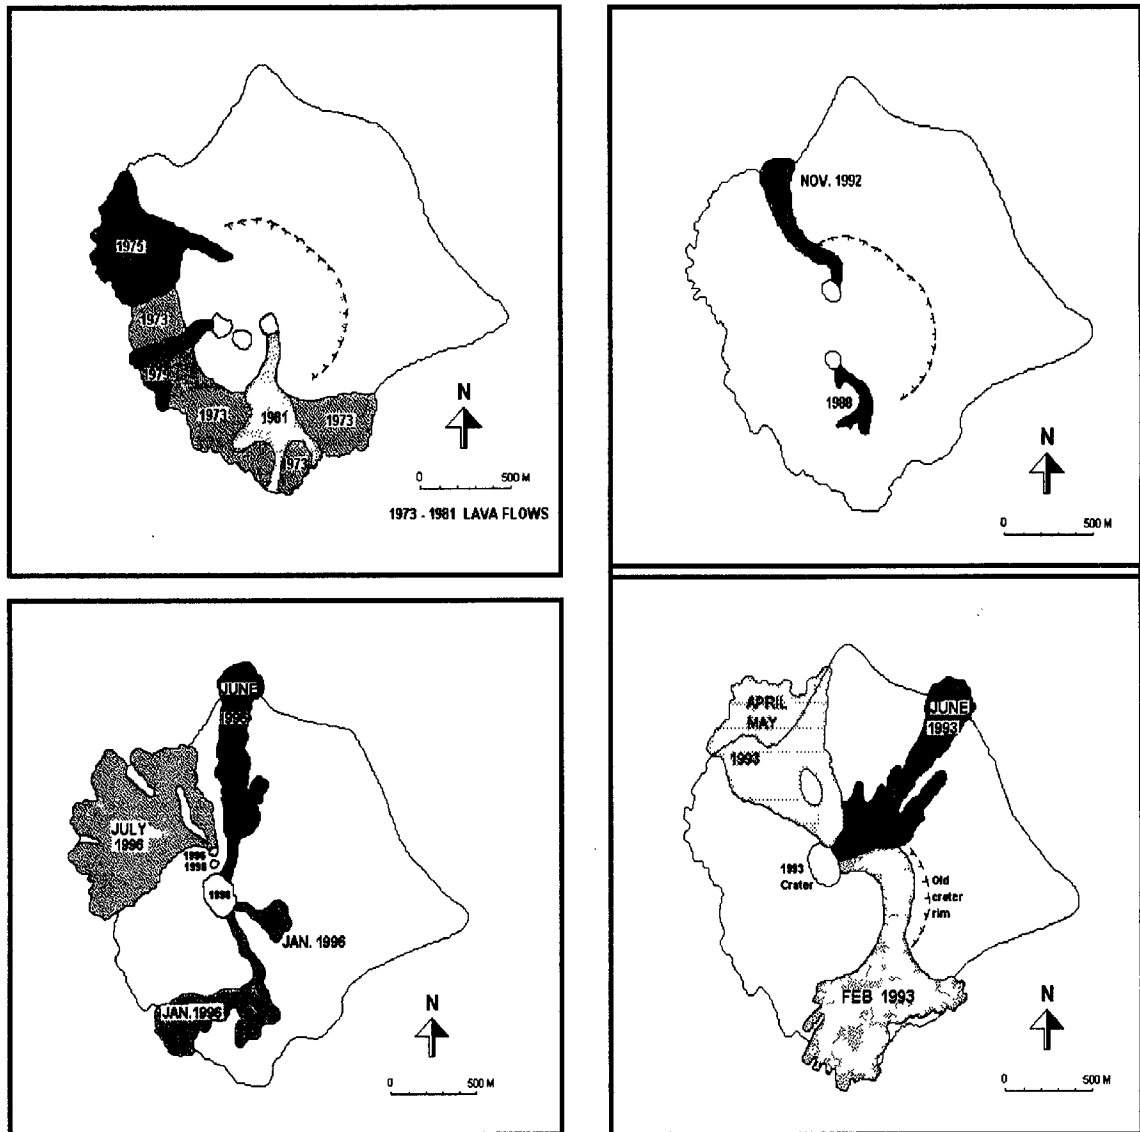 1975
1973
1979
1973
1981
1973
1973
N
0 500 M
1973 - 1981 LAVA FLOWS
NOV. 1992
1988
N
0 500 M
JUNE
JULY
1996
1996
1996
JAN. 1996
JAN.1996
N
0 500 M
APRIL
MAY
1993
JUNE
1993
1993
Crater
Old
crater
rim
FEB 1993
N
0 500 M